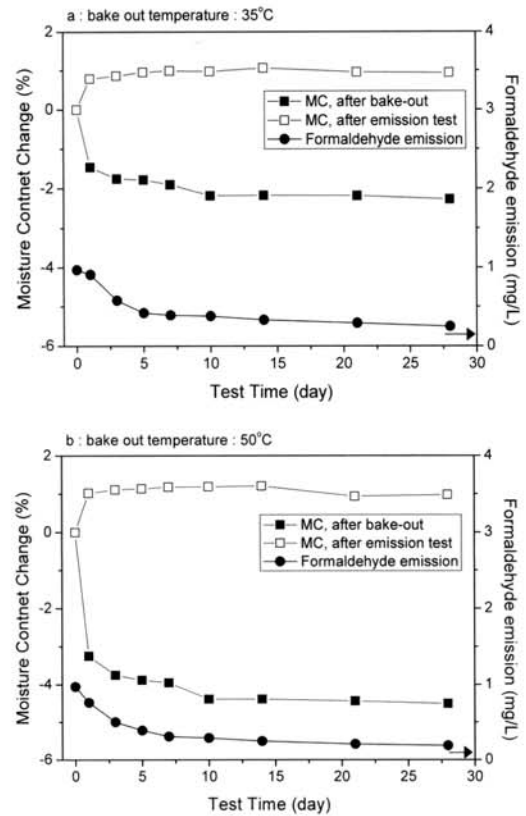 a : bake out temperature : 35°C
2
0
-2
-4
-6
Moisture Contnet Change (%)
4
3
2
1
0
Formaldehyde emission (mg/L)
MC, after bake-out
MC, after emission test
Formaldehyde emission
0 5 10 15 20 25 30
Test Time (day)
b : bake out temperature : 50°C
2
0
-2
-4
-6
Moisture Contnet Change (%)
4
3
2
1
0
Formaldehyde emission (mg/L)
MC, after bake-out
MC, after emission test
Formaldehyde emission
0 5 10 15 20 25 30
Test Time (day)